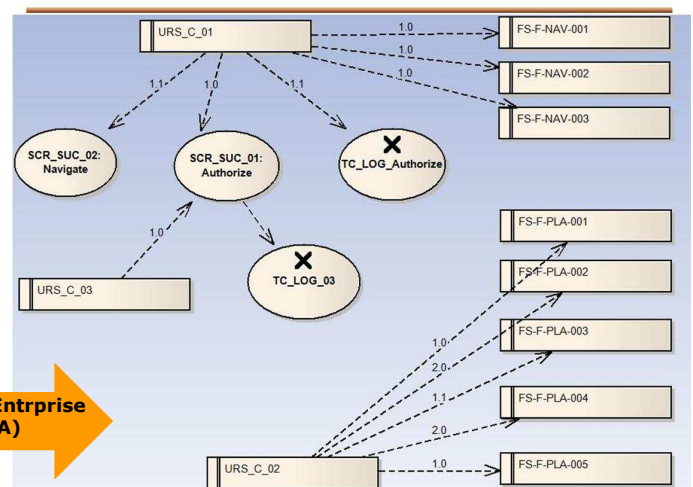 URS_C_01
1.0
FS-F-NAV-001
1.0
FS-F-NAV-002
1.0
FS-F-NAV-003
1.1
1.0
1.1
SCR_SUC_02:
Navigate
SCR_SUC_01:
Authorize
TC_LOG_Authorize
1.0
TC_LOG_03
URS_C_03
FS-F-PLA-001
FS-F-PLA-002
FS-F-PLA-003
FS-F-PLA-004
FS-F-PLA-005
1.0
2.0
1.1
2.0
1.0
Entrprise
A)
URS_C_02